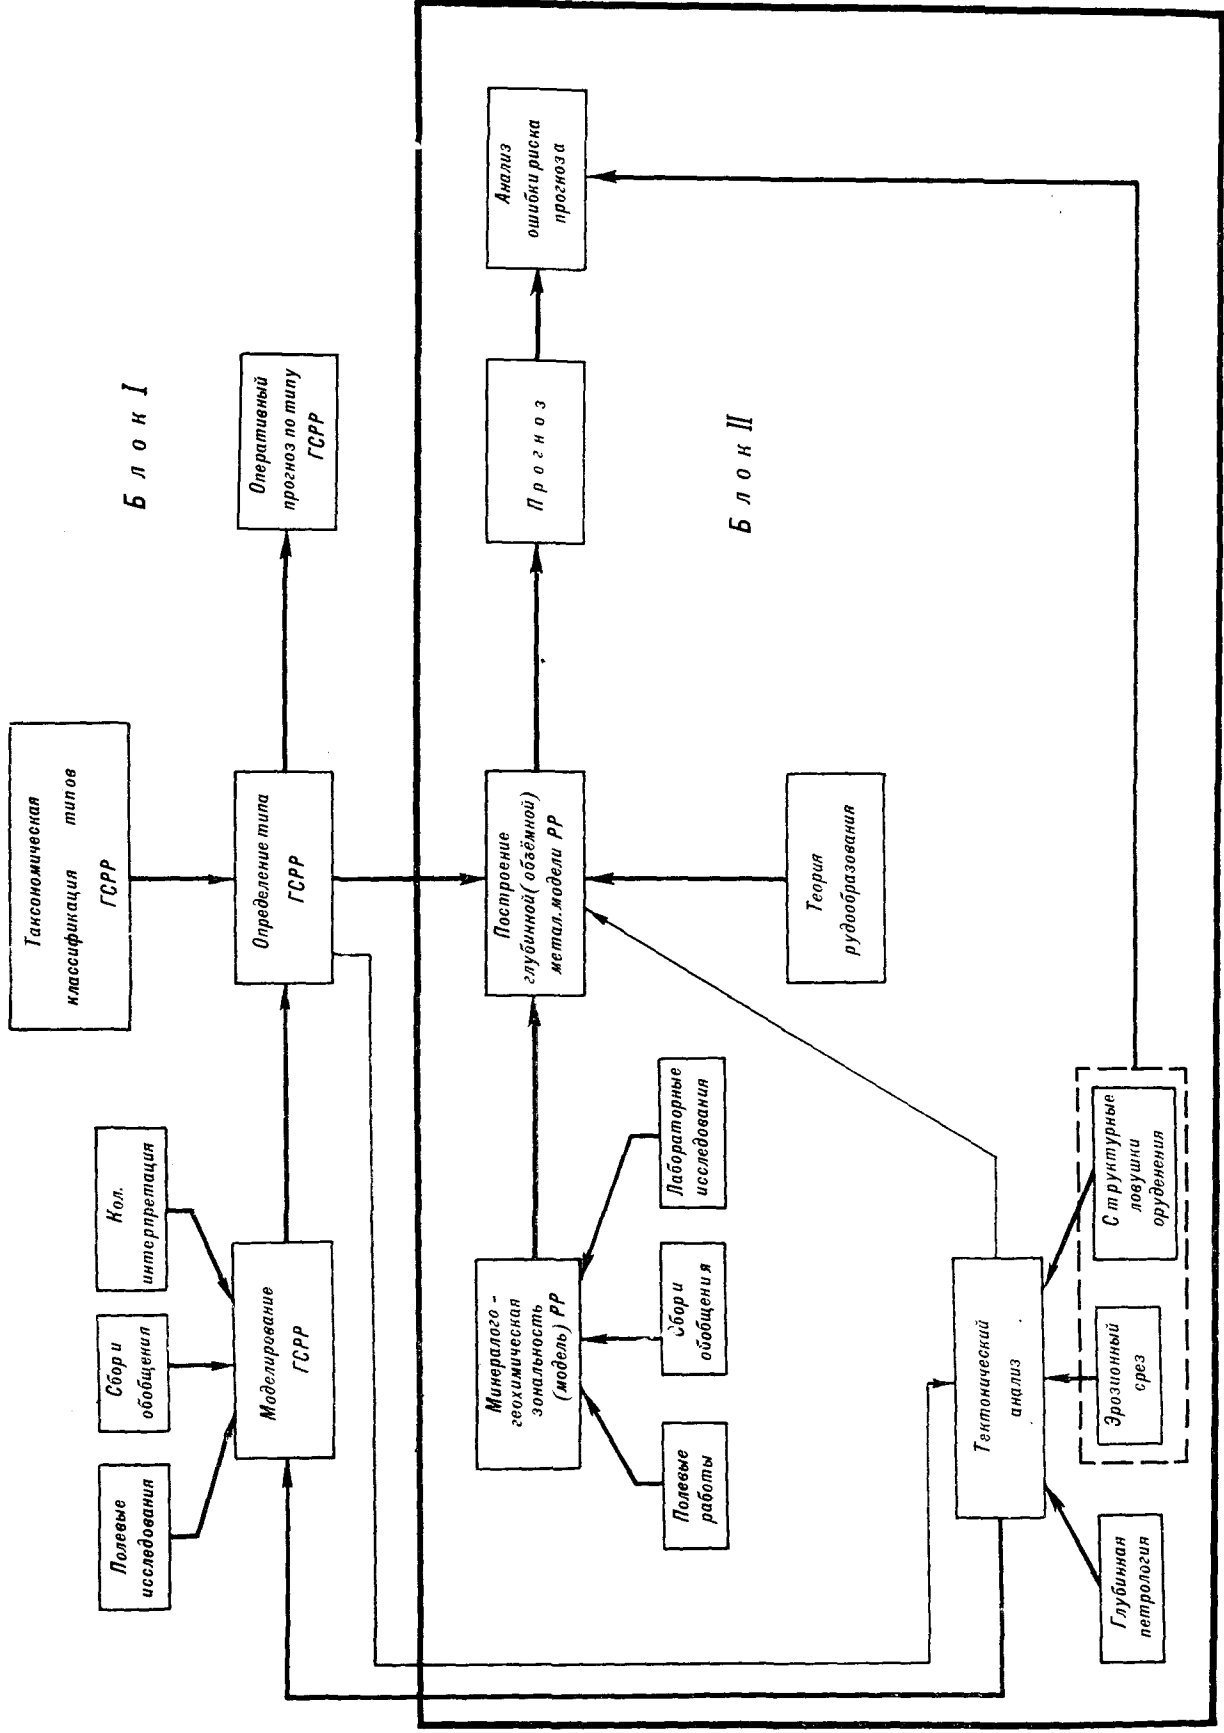 Блок I
Полевые
исследования
Сбор и
обобщения
Кол.
интерпретация
Таксономическая
классификация типов
ГСРР
Моделирование
ГСРР
Определение типа
ГСРР
Оперативный
прогноз по типу
ГСРР
Блок II
Минералого-
геохимическая
зональность
(модель) РР
Построение
глубинной (объёмной)
метал. модели РР
Прогноз
Анализ
ошибки риска
прогноза
Полевые
работы
Сбор и
обобщения
Лабораторные
исследования
Теория
рудообразования
Тектонический
анализ
Глубинная
петрология
Эрозионный
срез
Структурные
ловушки
оруденения